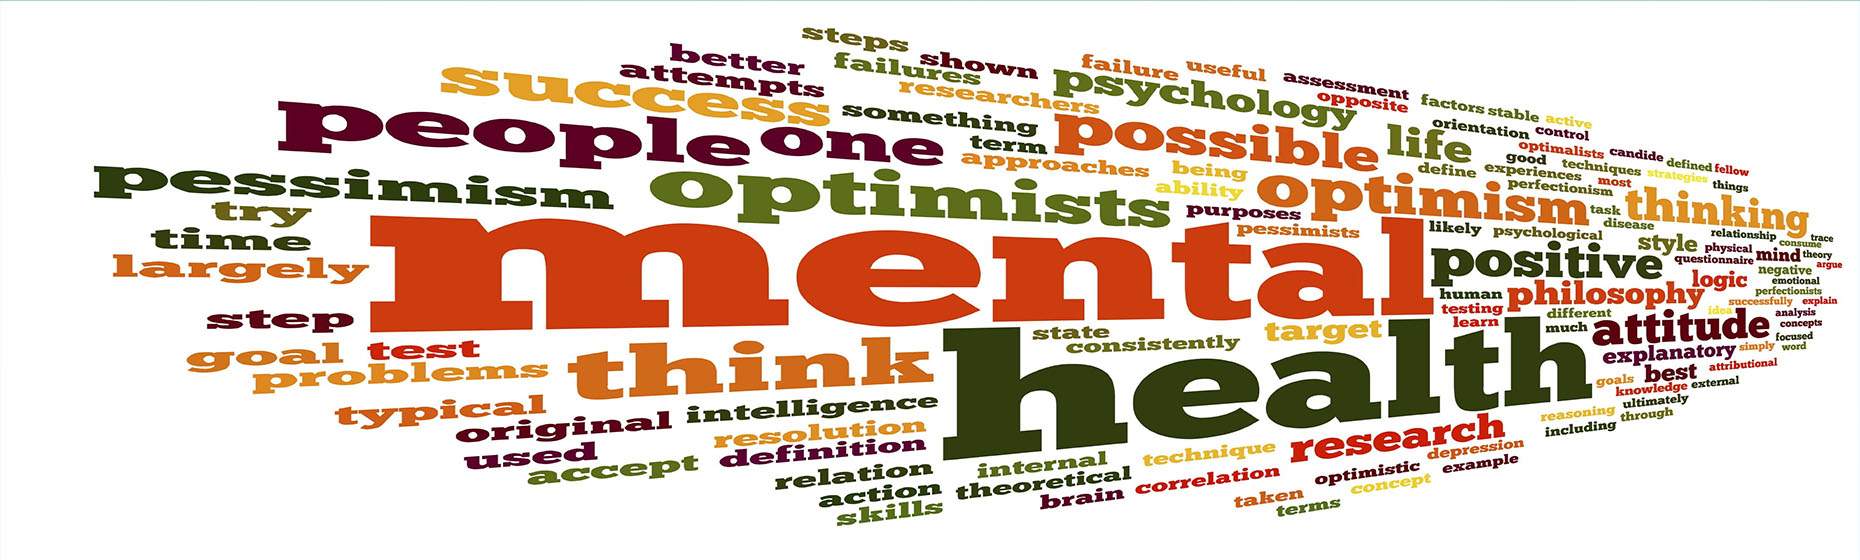 steps
better
shown
failure
useful
attempts
failures
assessment
success
researchers
psychology
opposite
factors
stable
active
people
one
something
possible
life
orientation
control
term
optimalists
candide
defined
fellow
pessimism
approaches
being
define
good
techniques
experiences
strategies
most
things
optimists
ability
optimism
perfectionism
thinking
try
purposes
task
disease
time
mental
pessimists
likely
psychological
style
relationship
trace
consume
largely
positive
physical
mind
theory
questionnaire
argue
negative
logic
emotional
human
philosophy
perfectionists
step
testing
different
successfully
explain
idea
analysis
learn
much
attitude
concepts
goal
test
think
state
target
consistently
health
focused
explanatory
simply
word
problems
best
attributional
goals
knowledge
external
typical
original
intelligence
ultimately
resolution
reasoning
through
used
definition
research
including
accept
relation
internal
technique
depression
action
theoretical
correlation
optimistic
example
skills
brain
taken
concept
terms